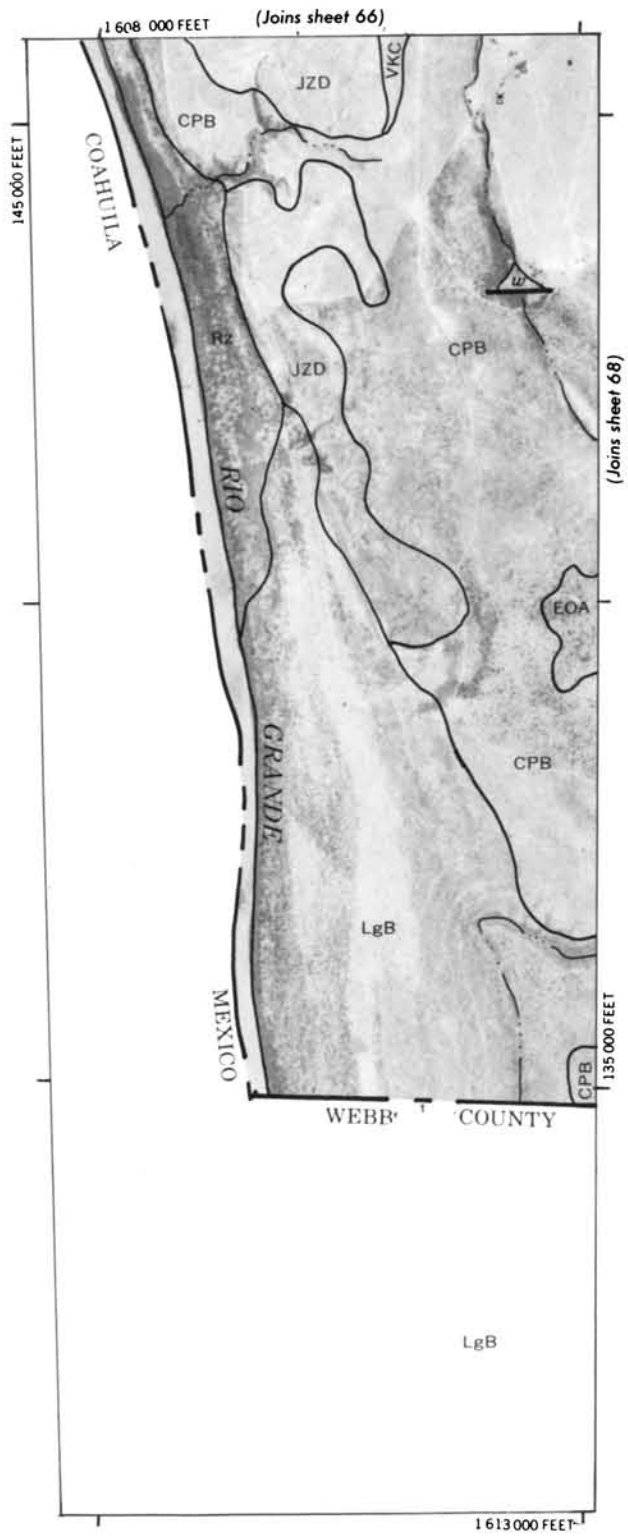 (Joins sheet 66)
1 608 000 FEET
VKC
JZD
CPB
145 000 FEET
COAHUILA
w
Rz
CPB
JZD
(Joins sheet 68)
RIO
EOA
GRANDE
CPB
LgB
MEXICO
135 000 FEET
CPB
WEBB COUNTY
LgB
1 613 000 FEET